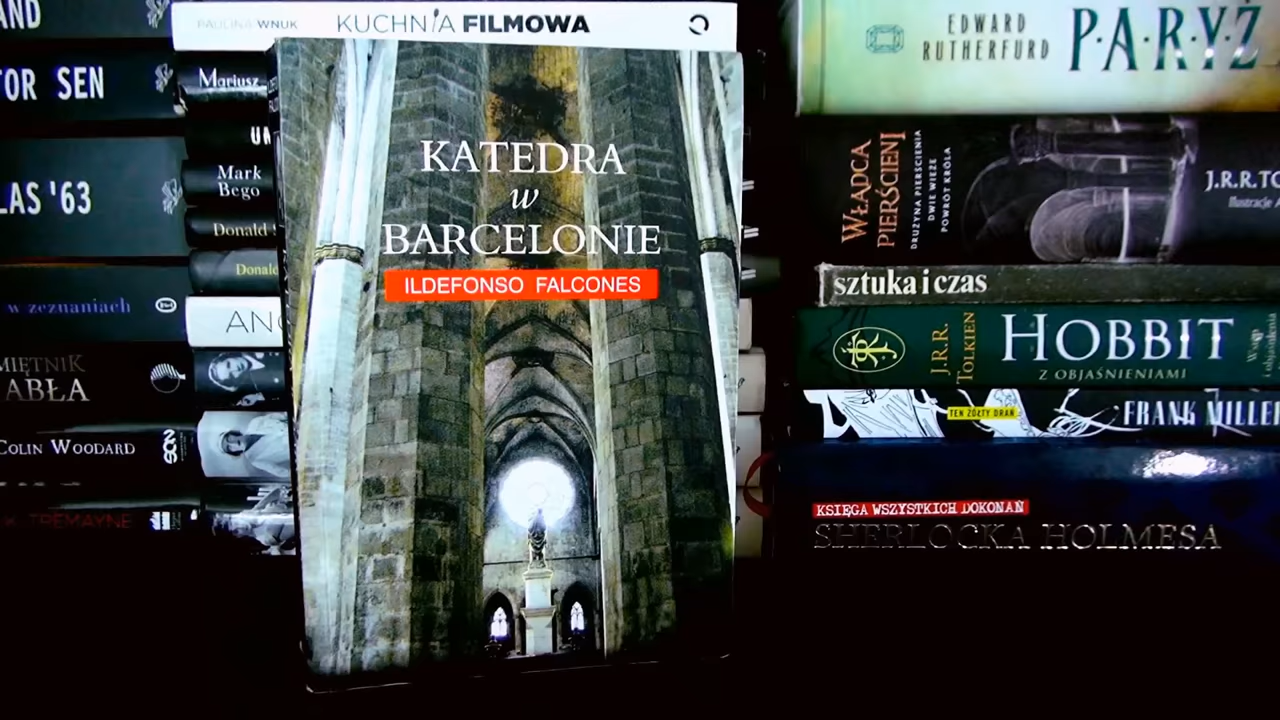 AND
TOR SEN
LAS '63
w zeznaniach
MIĘTNIK
ABŁA
COLIN WOODARD
K. TREMAYNE
PAULINA WNUK KUCHNIA FILMOWA
Mariusz
Mark
Bego
Donald
Donald
KATEDRA
w
BARCELONIE
ILDEFONSO FALCONES
EDWARD
RUTHERFURD
P·A·R·Y·Ż
WŁADCA
PIERŚCIENI
DRUŻYNA PIERŚCIENIA
DWIE WIEŻE
POWRÓT KRÓLA
J.R.R. TO
Ilustracje A
sztuka i czas
J.R.R.
TOLKIEN
HOBBIT
Z OBJAŚNIENIAMI
TEN ŻÓŁTY DRAŃ
FRANK MILLER
KSIĘGA WSZYSTKICH DOKONAŃ
SHERLOCKA HOLMESA